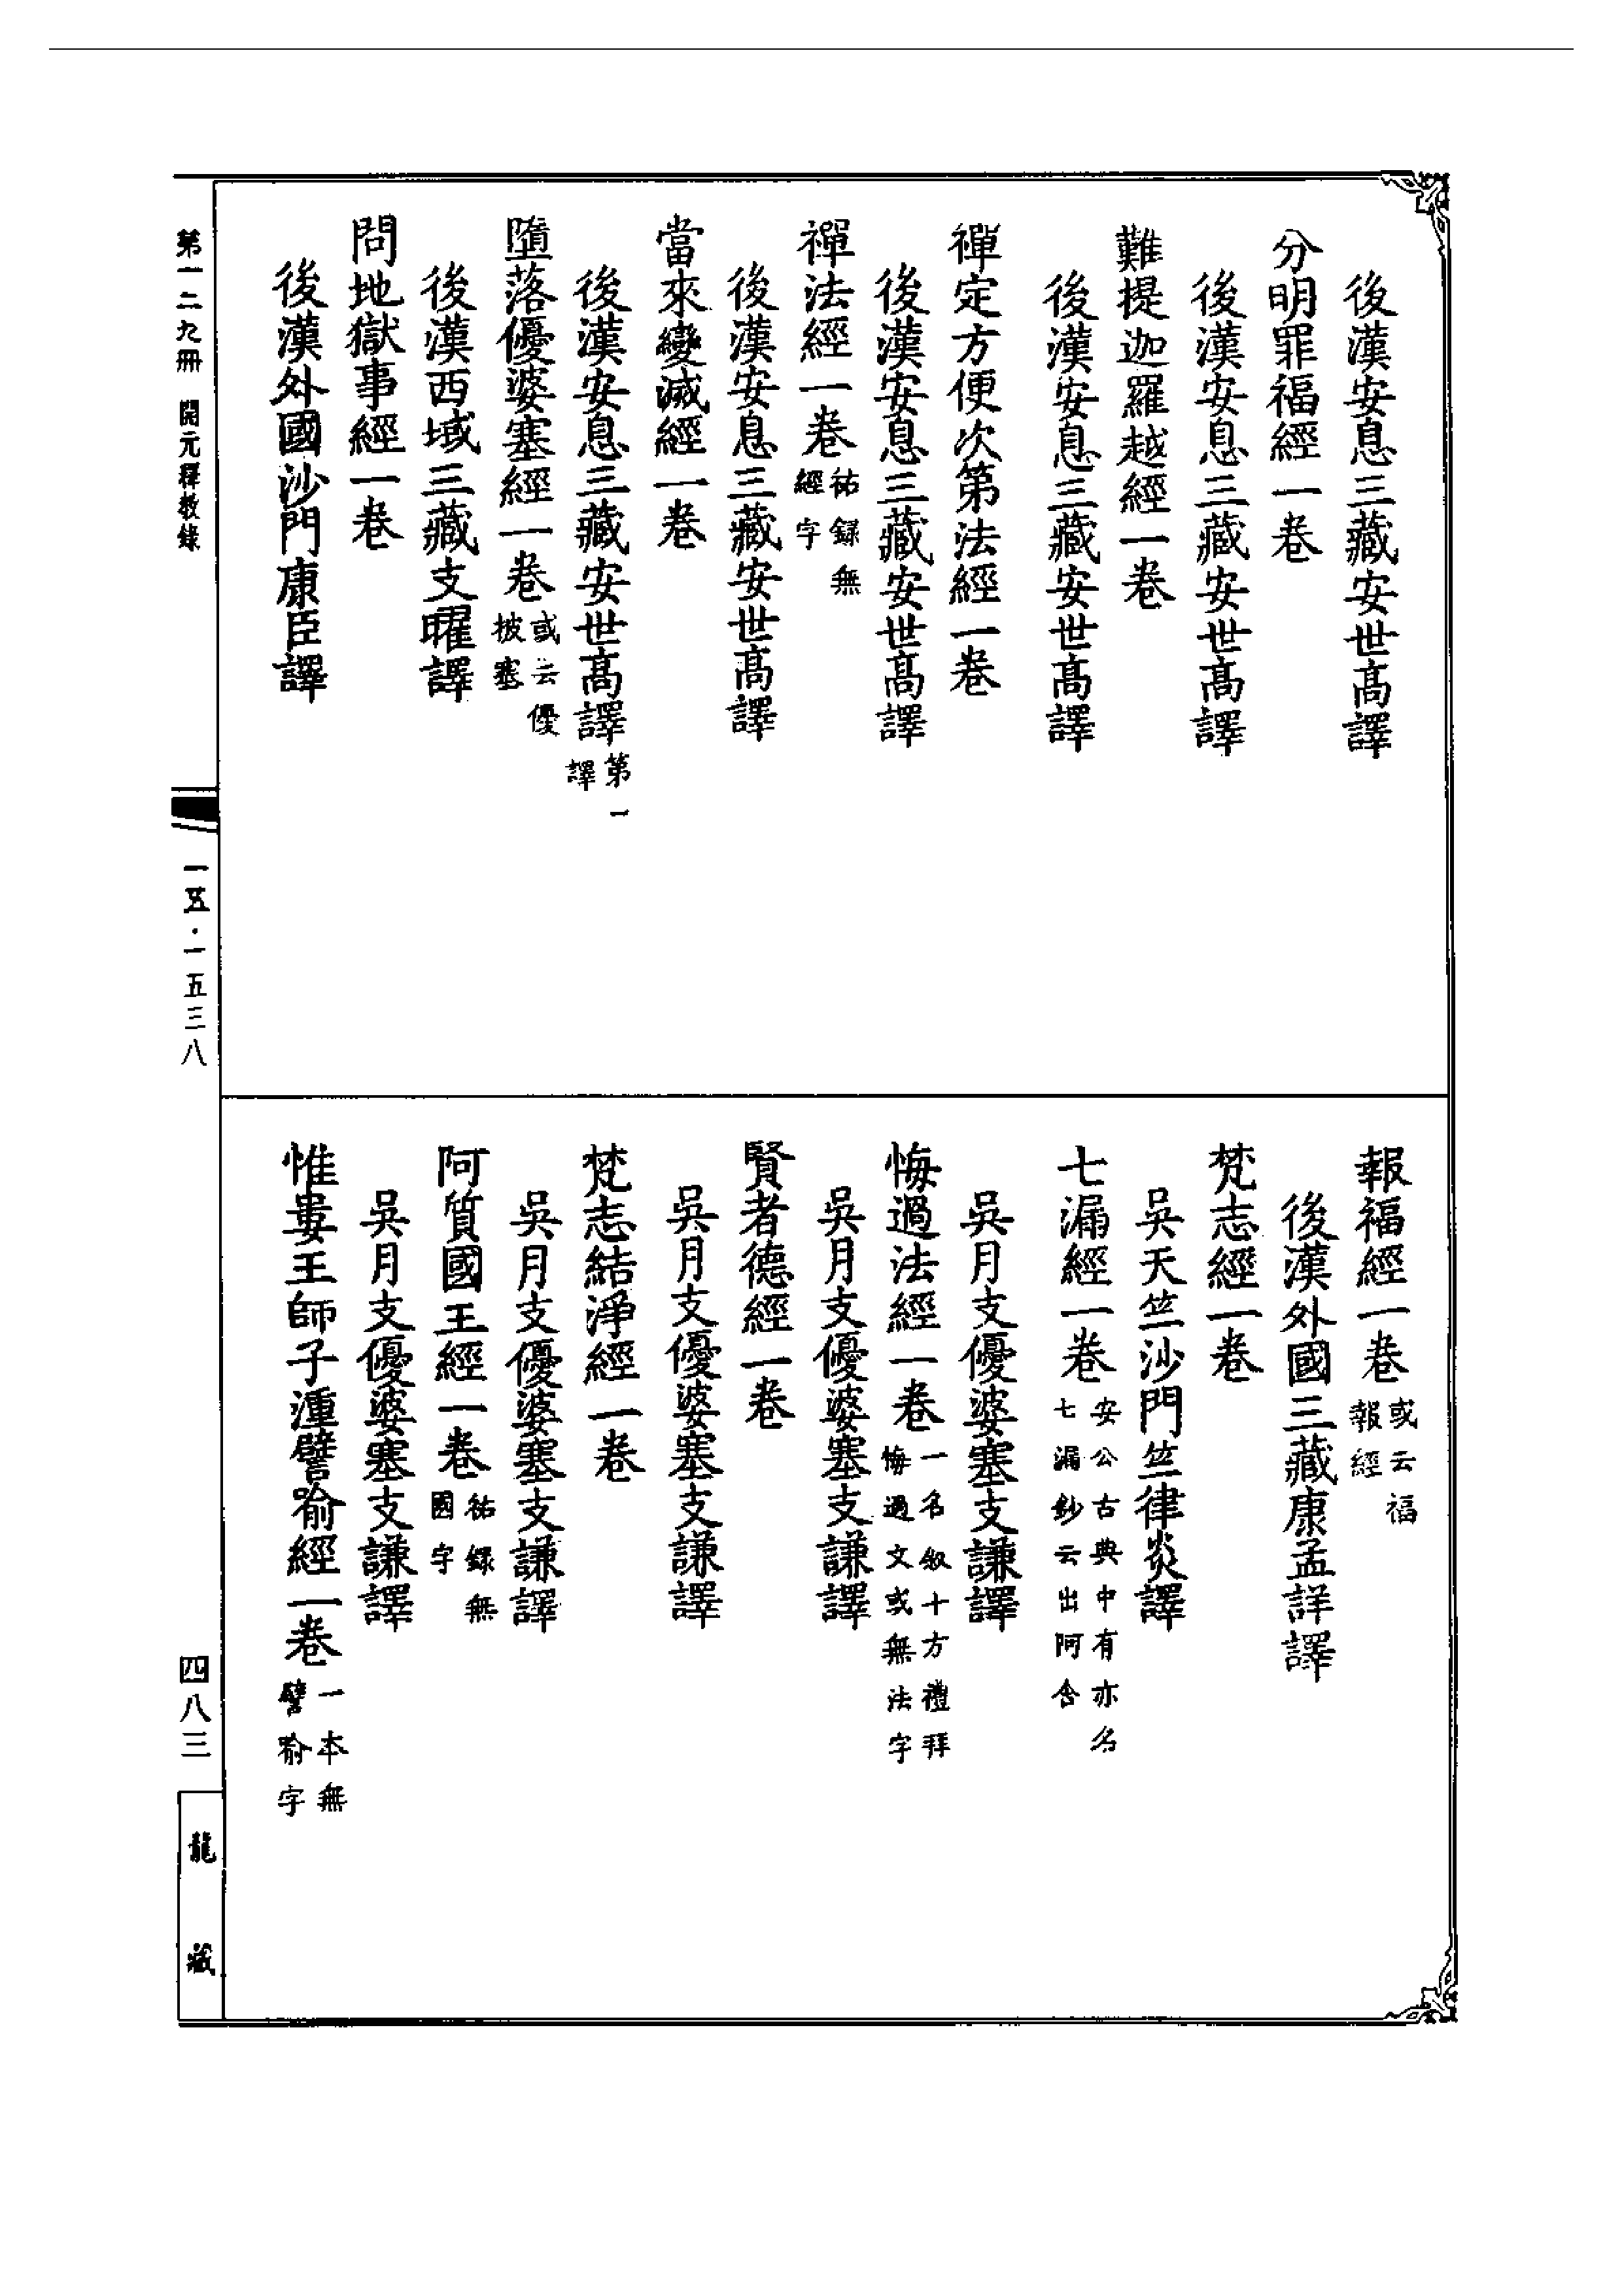 後漢安息三藏安世髙譯
分明罪福經一卷
後漢安息三藏安世髙譯
難提迦羅越經一卷
後漢安息三藏安世髙譯
禪定方便次第法經一卷
後漢安息三藏安世髙譯
禪法經一卷祐錄無經字
後漢安息三藏安世髙譯
當來變滅經一卷
後漢安息三藏安世髙譯第一譯
墮落優婆塞經一卷或云優披塞
後漢西域三藏支曜譯
問地獄事經一卷
後漢外國沙門康臣譯
報福經一卷或云福報經
後漢外國三藏康孟詳譯
梵志經一卷
吳天竺沙門竺律炎譯
七漏經一卷安公古典中有亦名七漏鈔云出阿含
吳月支優婆塞支謙譯
悔過法經一卷一名叙十方禮拜悔過文或無法字
吳月支優婆塞支謙譯
賢者德經一卷
吳月支優婆塞支謙譯
梵志結淨經一卷
吳月支優婆塞支謙譯
阿質國王經一卷祐錄無國字
吳月支優婆塞支謙譯
惟婁王師子湩譬喻經一卷一本無譬喻字
第一二九冊 開元釋教錄
一五·一五三八
四八三
龍藏